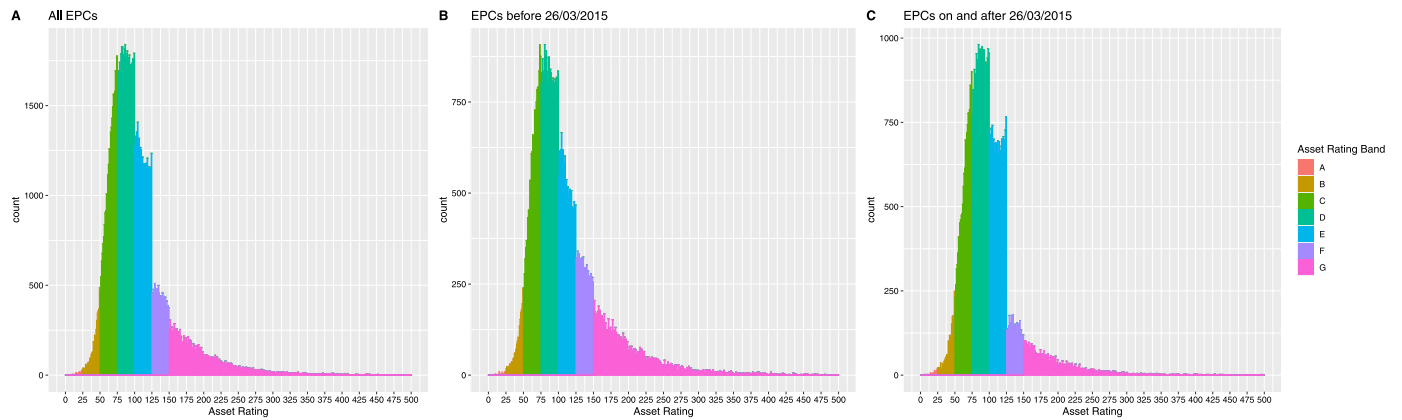 A All EPCs
1500
1000
500
0
count
0 25 50 75 100 125 150 175 200 225 250 275 300 325 350 375 400 425 450 475 500
Asset Rating
B EPCs before 26/03/2015
750
500
250
0
count
0 25 50 75 100 125 150 175 200 225 250 275 300 325 350 375 400 425 450 475 500
Asset Rating
C EPCs on and after 26/03/2015
1000
750
500
250
0
count
0 25 50 75 100 125 150 175 200 225 250 275 300 325 350 375 400 425 450 475 500
Asset Rating
Asset Rating Band
A
B
C
D
E
F
G